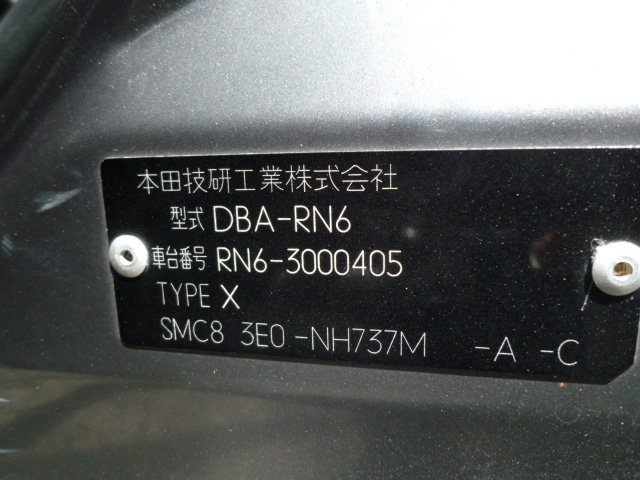 本田技研工業株式会社
型式 DBA-RN6
車台番号 RN6-3000405
TYPE X
SMC8 3E0 -NH737M -A -C